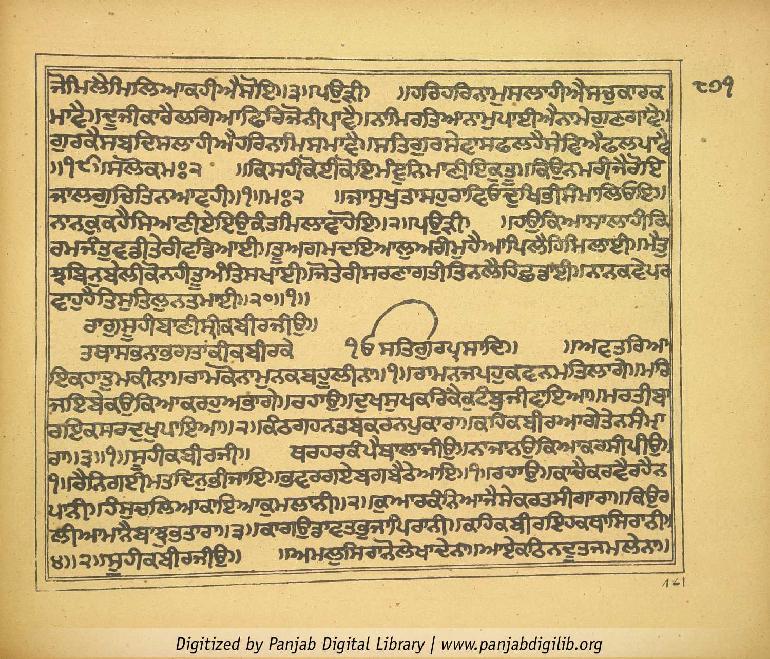 ੮੭੧
ਜੇਮਿਲੈਮਿਲਿਆਕਹੀਐਸੋਇ॥੩॥ਪਉੜੀ ॥ਹਰਿਹਰਿਨਾਮੁਸਲਾਹੀਐਸਚੁਕਾਰਕ
ਮਾਵੈ॥ਦੂਜੀਕਾਰੈਲਗਿਆਫਿਰਿਜੋਨੀਪਾਵੈ॥ਨਾਮਿਰਤਿਆਨਾਮੁਪਾਈਐਨਾਮੇਗੁਣਗਾਵੈ॥
ਗੁਰਕੈਸਬਦਿਸਲਾਹੀਐਹਰਿਨਾਮਿਸਮਾਵੈ॥ਸਤਿਗੁਰਸੇਵਾਸਫਲਹੈਸੇਵਿਐਫਲਪਾਵੈ
॥੧੯॥ਸਲੋਕਮਃ੨ ॥ਕਿਸਹੀਕੋਈਕੋਇਮੰਞੁਨਿਮਾਣੀਇਕੁਤੂ॥ਕਿਉਨਮਰੀਜੈਰੋਇ
ਜਾਲਗੁਚਿਤਿਨਆਵਹੀ॥੧॥ਮਃ੨ ॥ਜਾਸੁਖੁਤਾਸਹੁਰਾਵਿਓਦੁਖਿਭੀਸੰਮਾਲਿਓਇ॥
ਨਾਨਕੁਕਹੈਸਿਆਣੀਏਇਉਕੰਤਮਿਲਾਵਾਹੋਇ॥੨॥ਪਉੜੀ ॥ਹਉਕਿਆਸਾਲਾਹੀਕਿ
ਰਮਜੰਤੁਵਡੀਤੇਰੀਵਡਿਆਈ॥ਤੂਅਗਮਦਇਆਲੁਅਗੰਮੁਹੈਆਪਿਲੈਹਿਮਿਲਾਈ॥ਮੈਤੁ
ਝਬਿਨੁਬੇਲੀਕੋਨਹੀਤੂਅੰਤਿਸਖਾਈ॥ਜੋਤੇਰੀਸਰਣਾਗਤੀਤਿਨਲੈਹਿਛਡਾਈ॥ਨਾਨਕਵੇਪਰ
ਵਾਹੁਹੈਤਿਸੁਤਿਲੁਨਤਮਾਈ॥੨੦॥੧॥
ਰਾਗੁਸੂਹੀਬਾਣੀਸ੍ਰੀਕਬੀਰਜੀਉ॥
ਤਥਾਸਭਨਾਭਗਤਾਂਕੀਕਬੀਰਕੇ ੴਸਤਿਗੁਰਪ੍ਰਸਾਦਿ॥ ॥ਅਵਤਰਿਆ
ਇਕਹਾਤੁਮਕੀਨਾ॥ਰਾਮਕੋਨਾਮੁਨਕਬਹੂਲੀਨਾ॥੧॥ਰਾਮਨਜਪਹੁਕਵਨਮਤਿਲਾਗੇ॥ਮਰਿ
ਜਇਬੇਕਉਕਿਆਕਰਹੁਅਭਾਗੇ॥ਰਹਾਉ॥ਦੁਖਸੁਖਕਰਿਕੈਕੁਟੰਬੁਜੀਵਾਇਆ॥ਮਰਤੀਬਾ
ਰਇਕਸਰਦੁਖੁਪਾਇਆ॥੨॥ਕੰਠਗਹਨਤਬਕਰਨਪੁਕਾਰਾ॥ਕਹਿਕਬੀਰਆਗੇਤੇਨਸੰਮਾ
ਰਾ॥੩॥੧॥ਸੂਹੀਕਬੀਰਜੀ॥ ਥਰਹਰਕੰਪੈਬਾਲਾਜੀਉ॥ਨਾਜਾਨਉਕਿਆਕਰਸੀਪੀਉ॥
੧॥ਰੈਨਿਗਈਮਤਦਿਨੁਭੀਜਾਇ॥ਭਵਰਗਏਬਗਬੈਠੇਆਇ॥੧॥ਰਹਾਉ॥ਕਾਚੈਕਰਵੈਰਹੈਨ
ਪਾਨੀ॥ਹੰਸੁਚਲਿਆਕਾਇਆਕੁਮਲਾਨੀ॥੨॥ਕੁਆਰਕੰਨਿਆਜੈਸੇਕਰਤਸੀਗਾਰਾ॥ਕਿਉਰ
ਲੀਆਮਾਨੈਬਾਝੁਭਤਾਰਾ॥੩॥ਕਾਗਉਡਾਵਤਭੁਜਾਪਿਰਾਨੀ॥ਕਹਿਕਬੀਰਇਹਕਥਾਸਿਰਾਨੀ॥
੪॥੨॥ਸੂਹੀਕਬੀਰਜੀਉ॥ ॥ਅਮਲੁਸਿਰਾਨੋਲੇਖਾਦੇਨਾ॥ਆਏਕਠਿਨਦੂਤਜਮਲੇਨਾ॥
Digitized by Panjab Digital Library | www.panjabdigilib.org